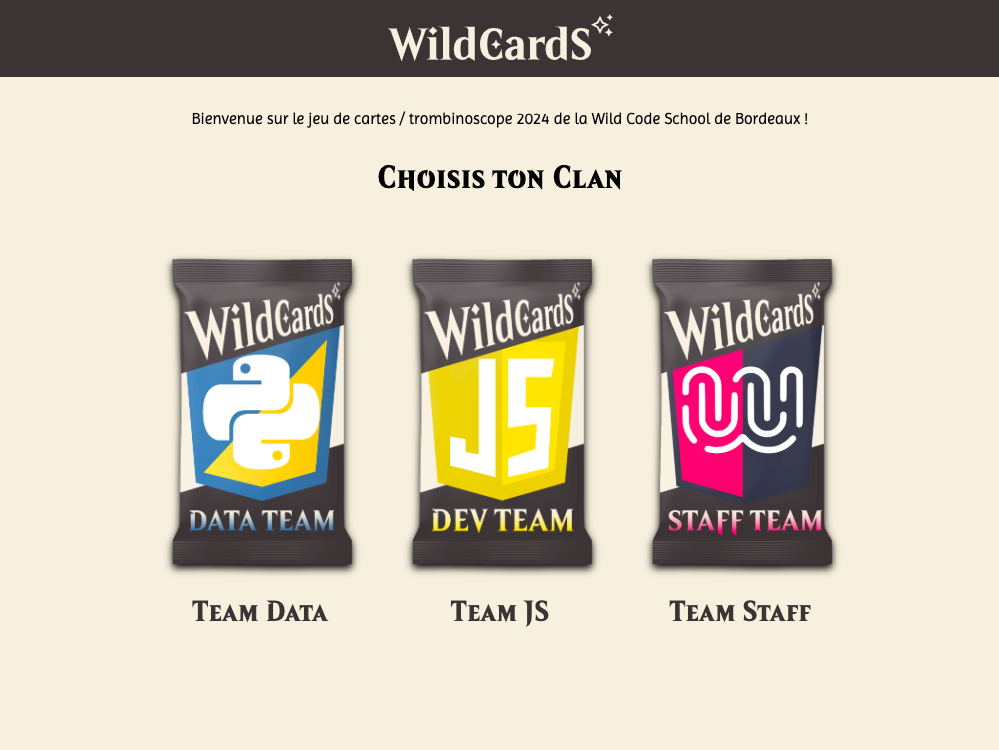 WildCardS
Bienvenue sur le jeu de cartes / trombinoscope 2024 de la Wild Code School de Bordeaux !
Choisis ton Clan
WildCards
JS
DATA TEAM
WildCards
DEV TEAM
WildCards
STAFF TEAM
Team Data
Team JS
Team Staff